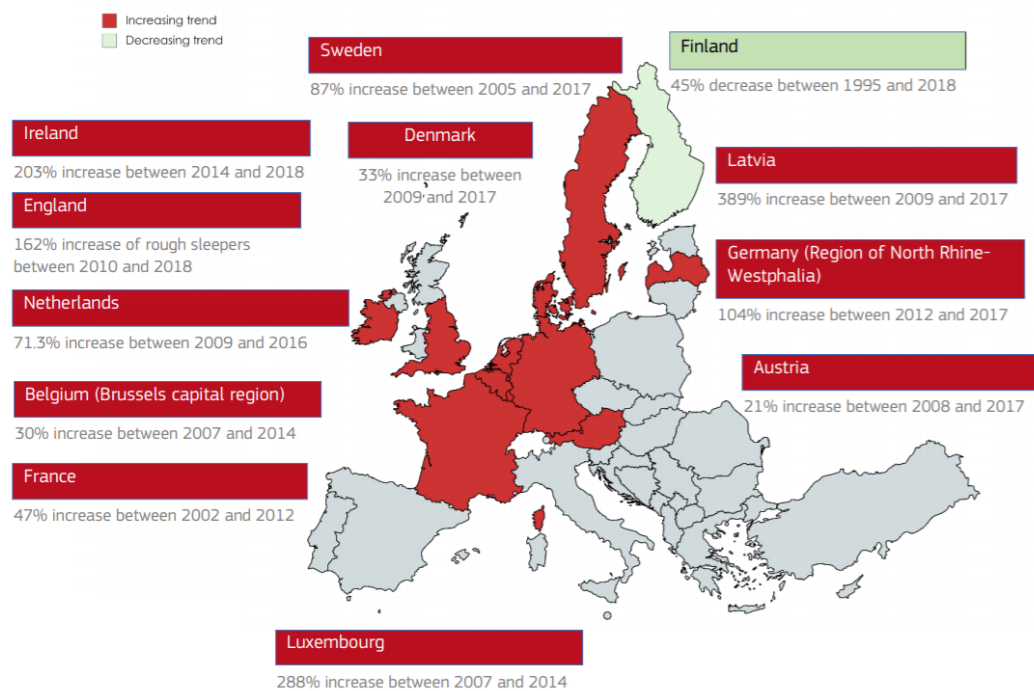 Increasing trend
Decreasing trend
Sweden
87% increase between 2005 and 2017
Finland
45% decrease between 1995 and 2018
Ireland
203% increase between 2014 and 2018
Denmark
33% increase between
2009 and 2017
Latvia
389% increase between 2009 and 2017
England
162% increase of rough sleepers
between 2010 and 2018
Germany (Region of North Rhine-
Westphalia)
104% increase between 2012 and 2017
Netherlands
71.3% increase between 2009 and 2016
Austria
21% increase between 2008 and 2017
Belgium (Brussels capital region)
30% increase between 2007 and 2014
France
47% increase between 2002 and 2012
Luxembourg
288% increase between 2007 and 2014